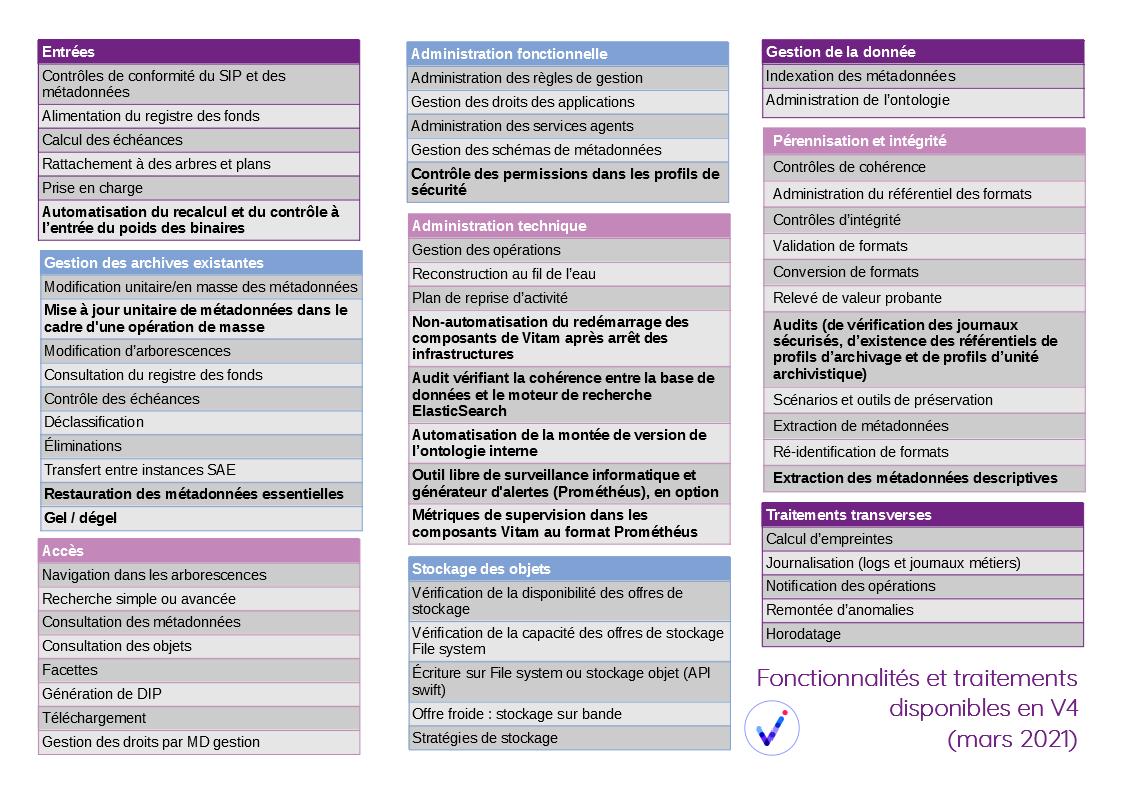 Entrées
Contrôles de conformité du SIP et des
métadonnées
Alimentation du registre des fonds
Calcul des échéances
Rattachement à des arbres et plans
Prise en charge
Automatisation du recalcul et du contrôle à
l'entrée du poids des binaires
Gestion des archives existantes
Modification unitaire/en masse des métadonnées
Mise à jour unitaire de métadonnées dans le
cadre d'une opération de masse
Modification d'arborescences
Consultation du registre des fonds
Contrôle des échéances
Déclassification
Éliminations
Transfert entre instances SAE
Restauration des métadonnées essentielles
Gel / dégel
Accès
Navigation dans les arborescences
Recherche simple ou avancée
Consultation des métadonnées
Consultation des objets
Facettes
Génération de DIP
Téléchargement
Gestion des droits par MD gestion
Administration fonctionnelle
Administration des règles de gestion
Gestion des droits des applications
Administration des services agents
Gestion des schémas de métadonnées
Contrôle des permissions dans les profils de
sécurité
Administration technique
Gestion des opérations
Reconstruction au fil de l'eau
Plan de reprise d'activité
Non-automatisation du redémarrage des
composants de Vitam après arrêt des
infrastructures
Audit vérifiant la cohérence entre la base de
données et le moteur de recherche
ElasticSearch
Automatisation de la montée de version de
l'ontologie interne
Outil libre de surveillance informatique et
générateur d'alertes (Prométhéus), en option
Métriques de supervision dans les
composants Vitam au format Prométhéus
Stockage des objets
Vérification de la disponibilité des offres de
stockage
Vérification de la capacité des offres de stockage
File system
Écriture sur File system ou stockage objet (API
swift)
Offre froide : stockage sur bande
Stratégies de stockage
Gestion de la donnée
Indexation des métadonnées
Administration de l'ontologie
Pérennisation et intégrité
Contrôles de cohérence
Administration du référentiel des formats
Contrôles d'intégrité
Validation de formats
Conversion de formats
Relevé de valeur probante
Audits (de vérification des journaux
sécurisés, d'existence des référentiels de
profils d'archivage et de profils d'unité
archivistique)
Scénarios et outils de préservation
Extraction de métadonnées
Ré-identification de formats
Extraction des métadonnées descriptives
Traitements transverses
Calcul d'empreintes
Journalisation (logs et journaux métiers)
Notification des opérations
Remontée d'anomalies
Horodatage
Fonctionnalités et traitements
disponibles en V4
(mars 2021)